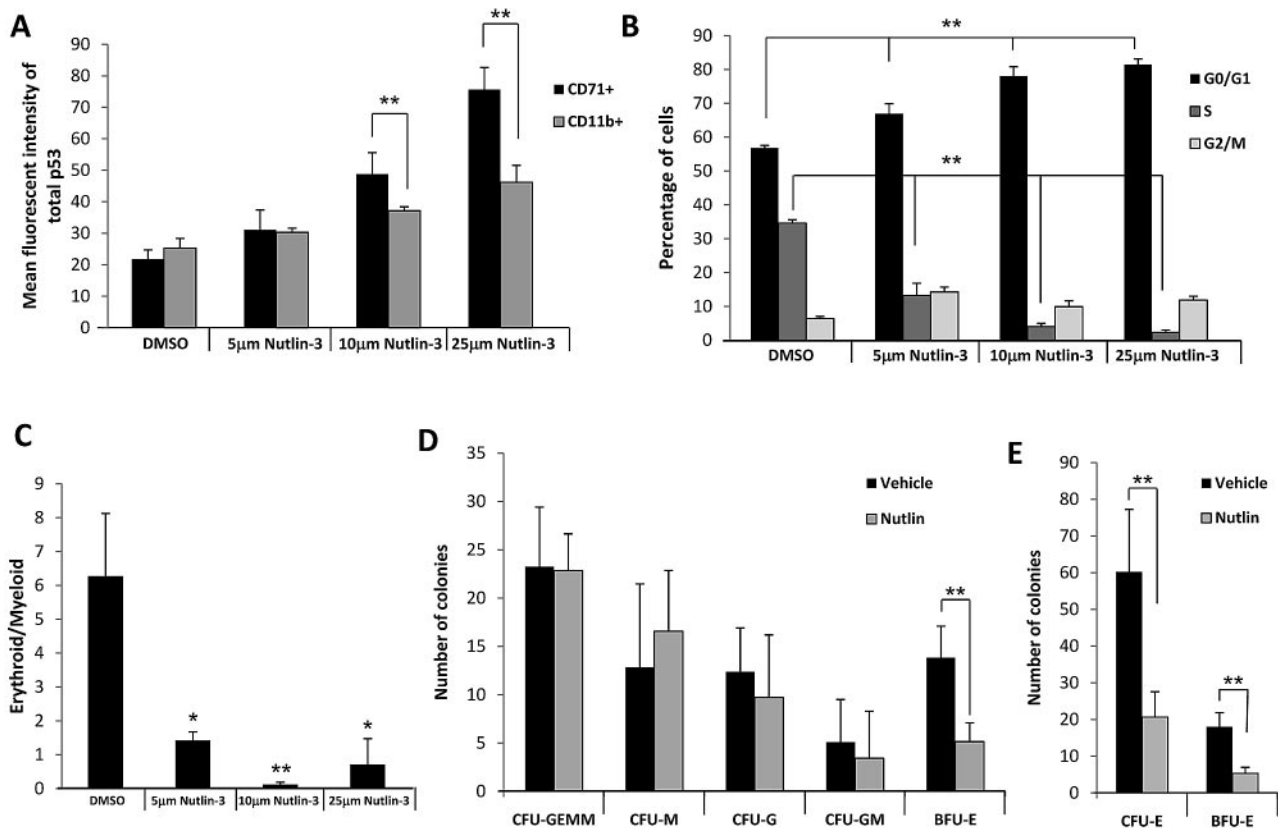 A
Mean fluorescent intensity of
total p53
90
80
70
60
50
40
30
20
10
0
**
**
CD71+
CD11b+
DMSO
5μm Nutlin-3
10μm Nutlin-3
25μm Nutlin-3
B
Percentage of cells
90
80
70
60
50
40
30
20
10
0
**
**
G0/G1
S
G2/M
DMSO
5μm Nutlin-3
10μm Nutlin-3
25μm Nutlin-3
C
Erythroid/Myeloid
9
8
7
6
5
4
3
2
1
0
*
**
*
DMSO
5μm Nutlin-3
10μm Nutlin-3
25μm Nutlin-3
D
Number of colonies
35
30
25
20
15
10
5
0
Vehicle
Nutlin
**
CFU-GEMM
CFU-M
CFU-G
CFU-GM
BFU-E
E
Number of colonies
90
80
70
60
50
40
30
20
10
0
**
**
Vehicle
Nutlin
CFU-E
BFU-E